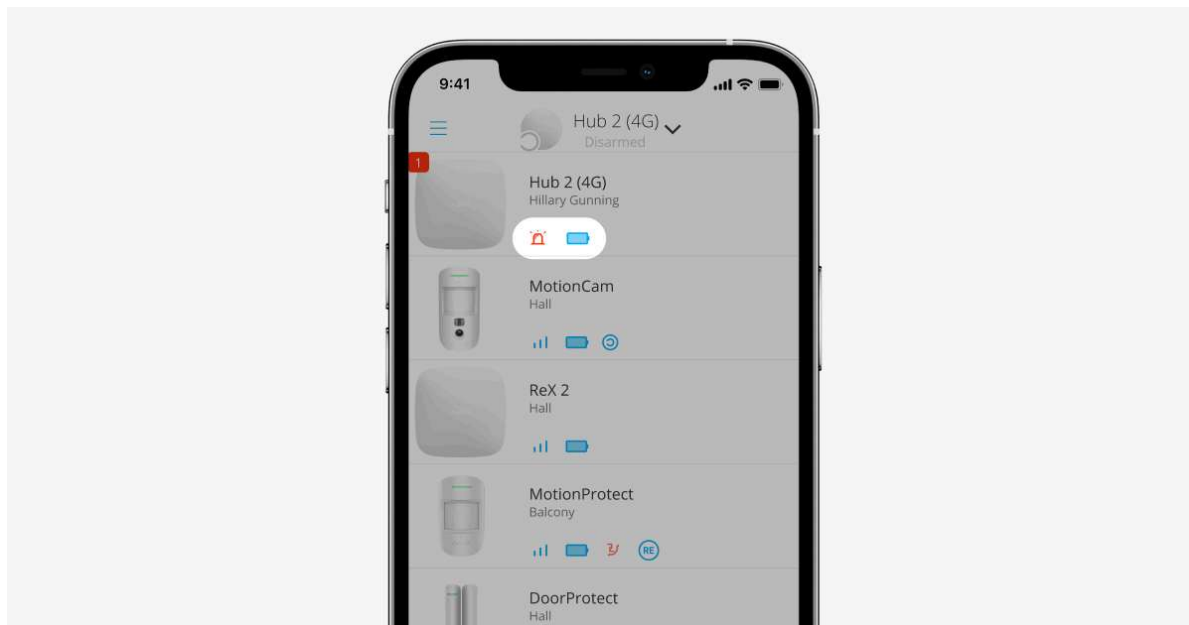 9:41
Hub 2 (4G)
Disarmed
1
Hub 2 (4G)
Hillary Gunning
MotionCam
Hall
ReX 2
Hall
MotionProtect
Balcony
RE
DoorProtect
Hall